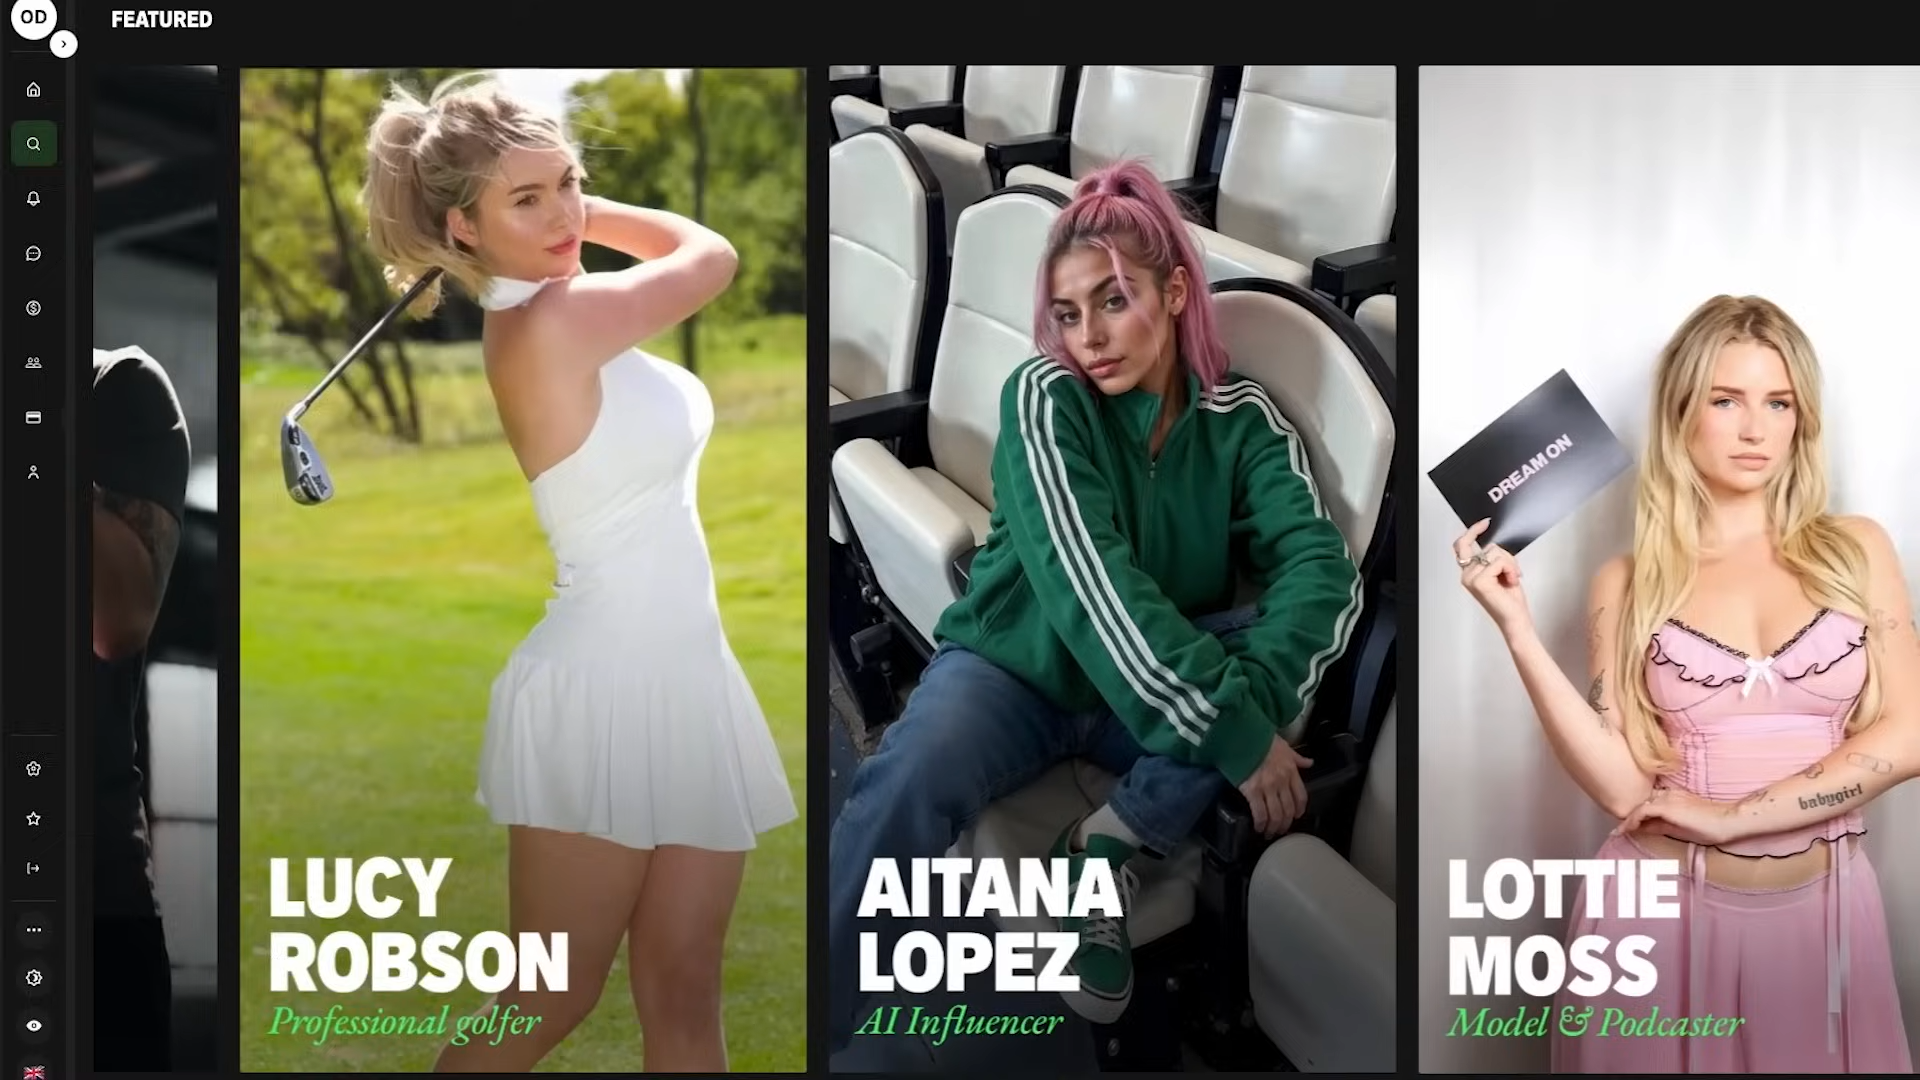 OD
FEATURED
LUCY
ROBSON
Professional golfer
AITANA
LOPEZ
AI Influencer
DREAM ON
babygirl
LOTTIE
MOSS
Model & Podcaster